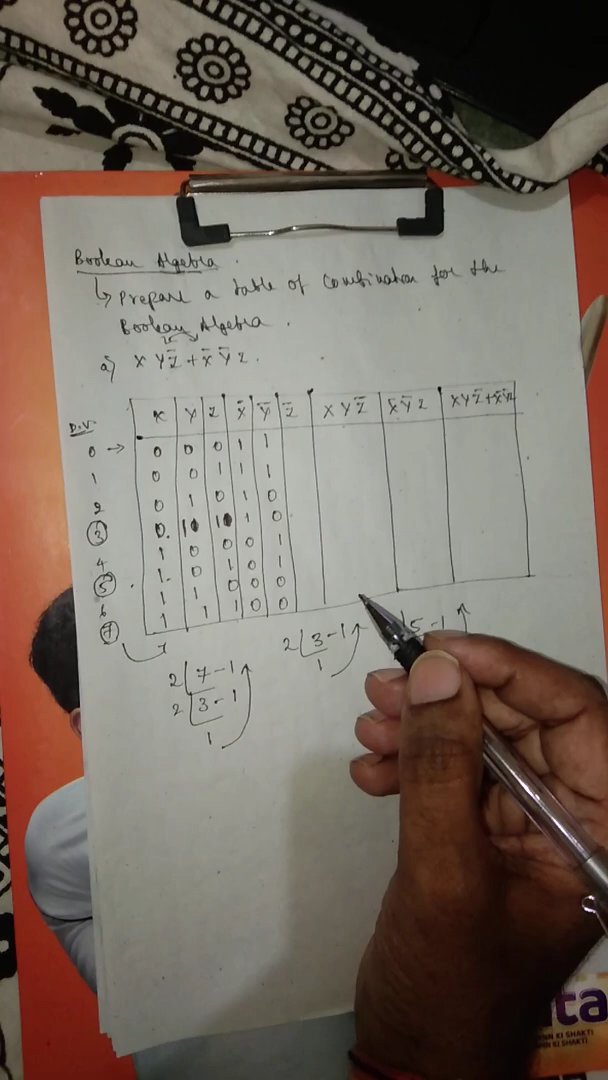 Boolean Algebra.
↳ Prepare a table of Combination for the
Boolean Algebra.
a) X Y Z̅ + X̅ Y̅ Z.
D.V. X Y Z X̅ Y̅ Z̅ X Y Z̅ X̅ Y̅ Z X Y Z̅ + X̅ Y̅ Z
0 → 0 0 0 1 1
1 0 0 1 1 1
2 0 1 0 1 0
3 0 1 1 1 0
4 1 0 0 0 1
5 1 0 1 0 1
6 1 1 0 0 0
7 1 1 1 0 0
2 3 - 1
1
5 - 1
2 7 - 1
2 3 - 1
1
ta